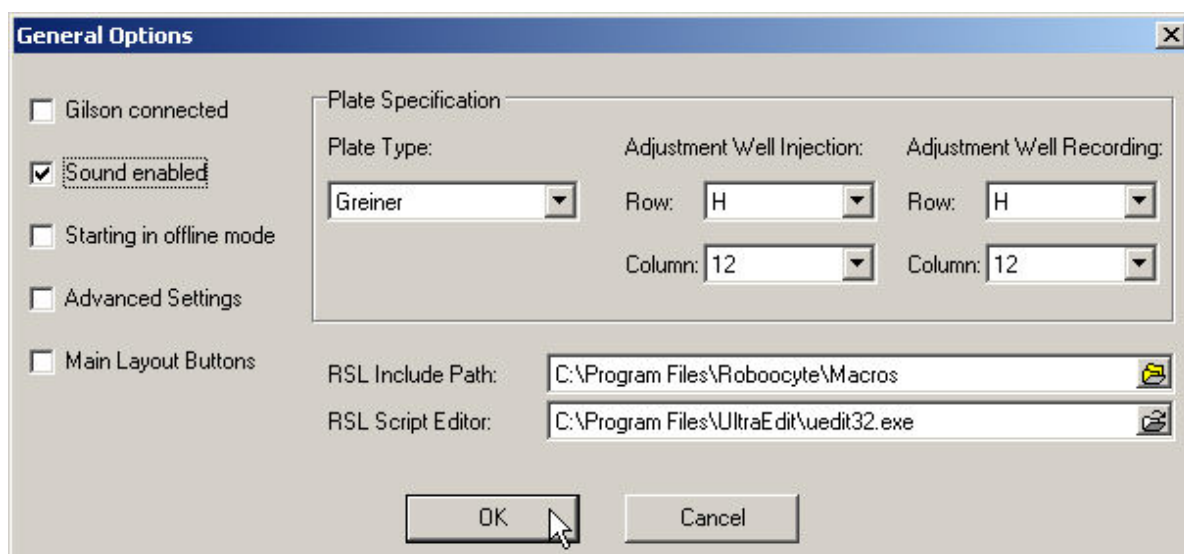 General Options
Gilson connected
Sound enabled
Starting in offline mode
Advanced Settings
Main Layout Buttons
Plate Specification
Plate Type:
Greiner
Adjustment Well Injection:
Row: H
Column: 12
Adjustment Well Recording:
Row: H
Column: 12
RSL Include Path: C:\Program Files\Roboocyte\Macros
RSL Script Editor: C:\Program Files\UltraEdit\uedit32.exe
OK
Cancel